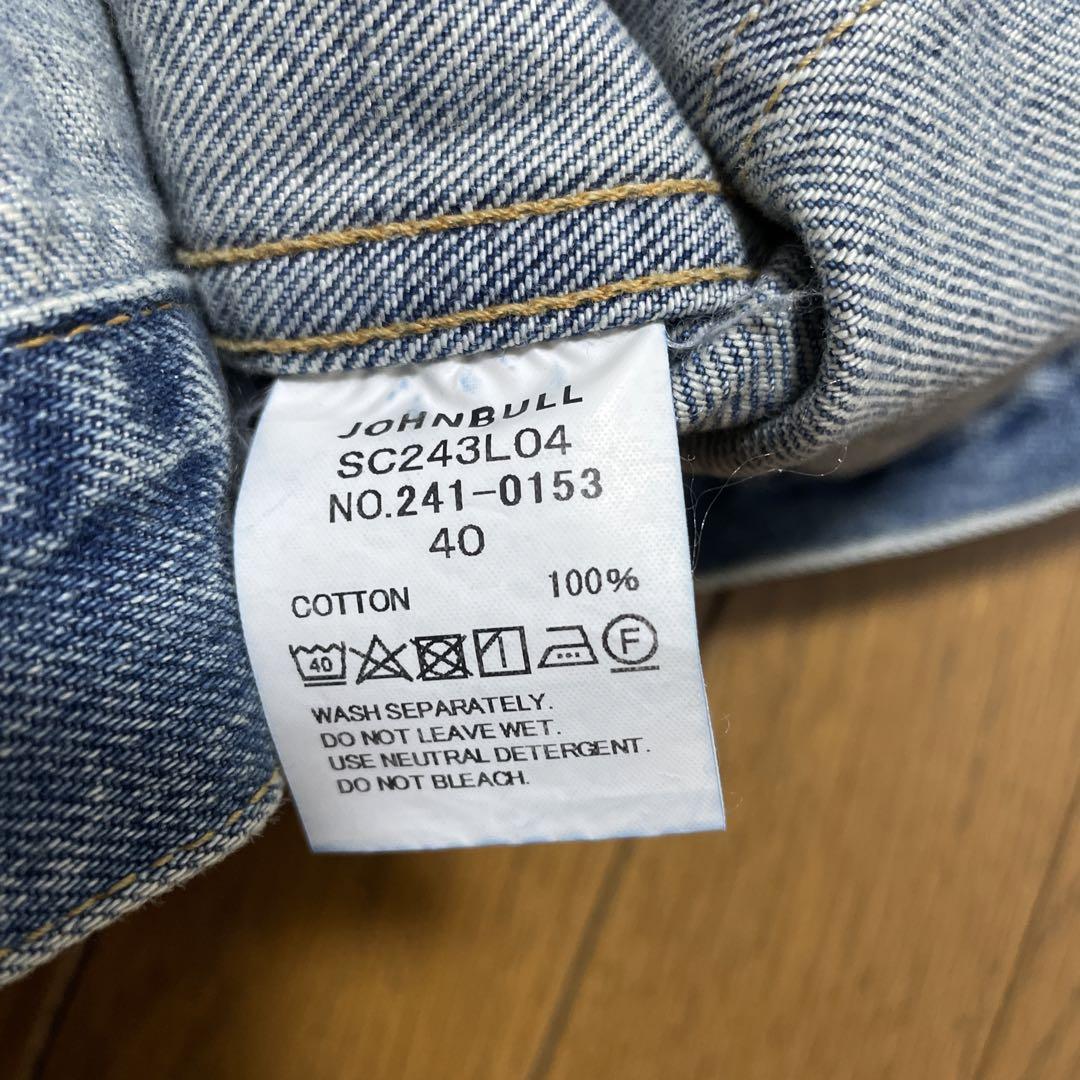 JOHNBULL
SC243L04
NO.241-0153
40
COTTON 100%
40 F
WASH SEPARATELY.
DO NOT LEAVE WET.
USE NEUTRAL DETERGENT.
DO NOT BLEACH.